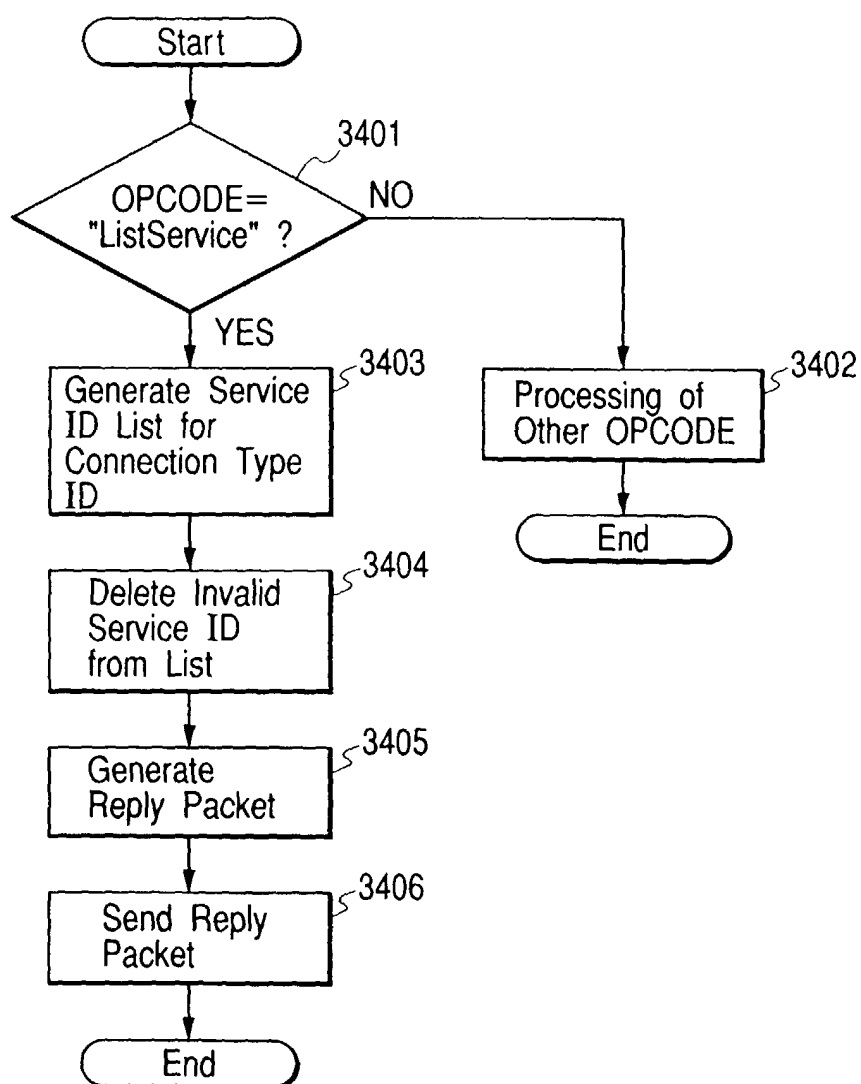 Start
3401
OPCODE=
"ListService" ?
NO
YES
3403
Generate Service
ID List for
Connection Type
ID
3402
Processing of
Other OPCODE
End
3404
Delete Invalid
Service ID
from List
3405
Generate
Reply Packet
3406
Send Reply
Packet
End